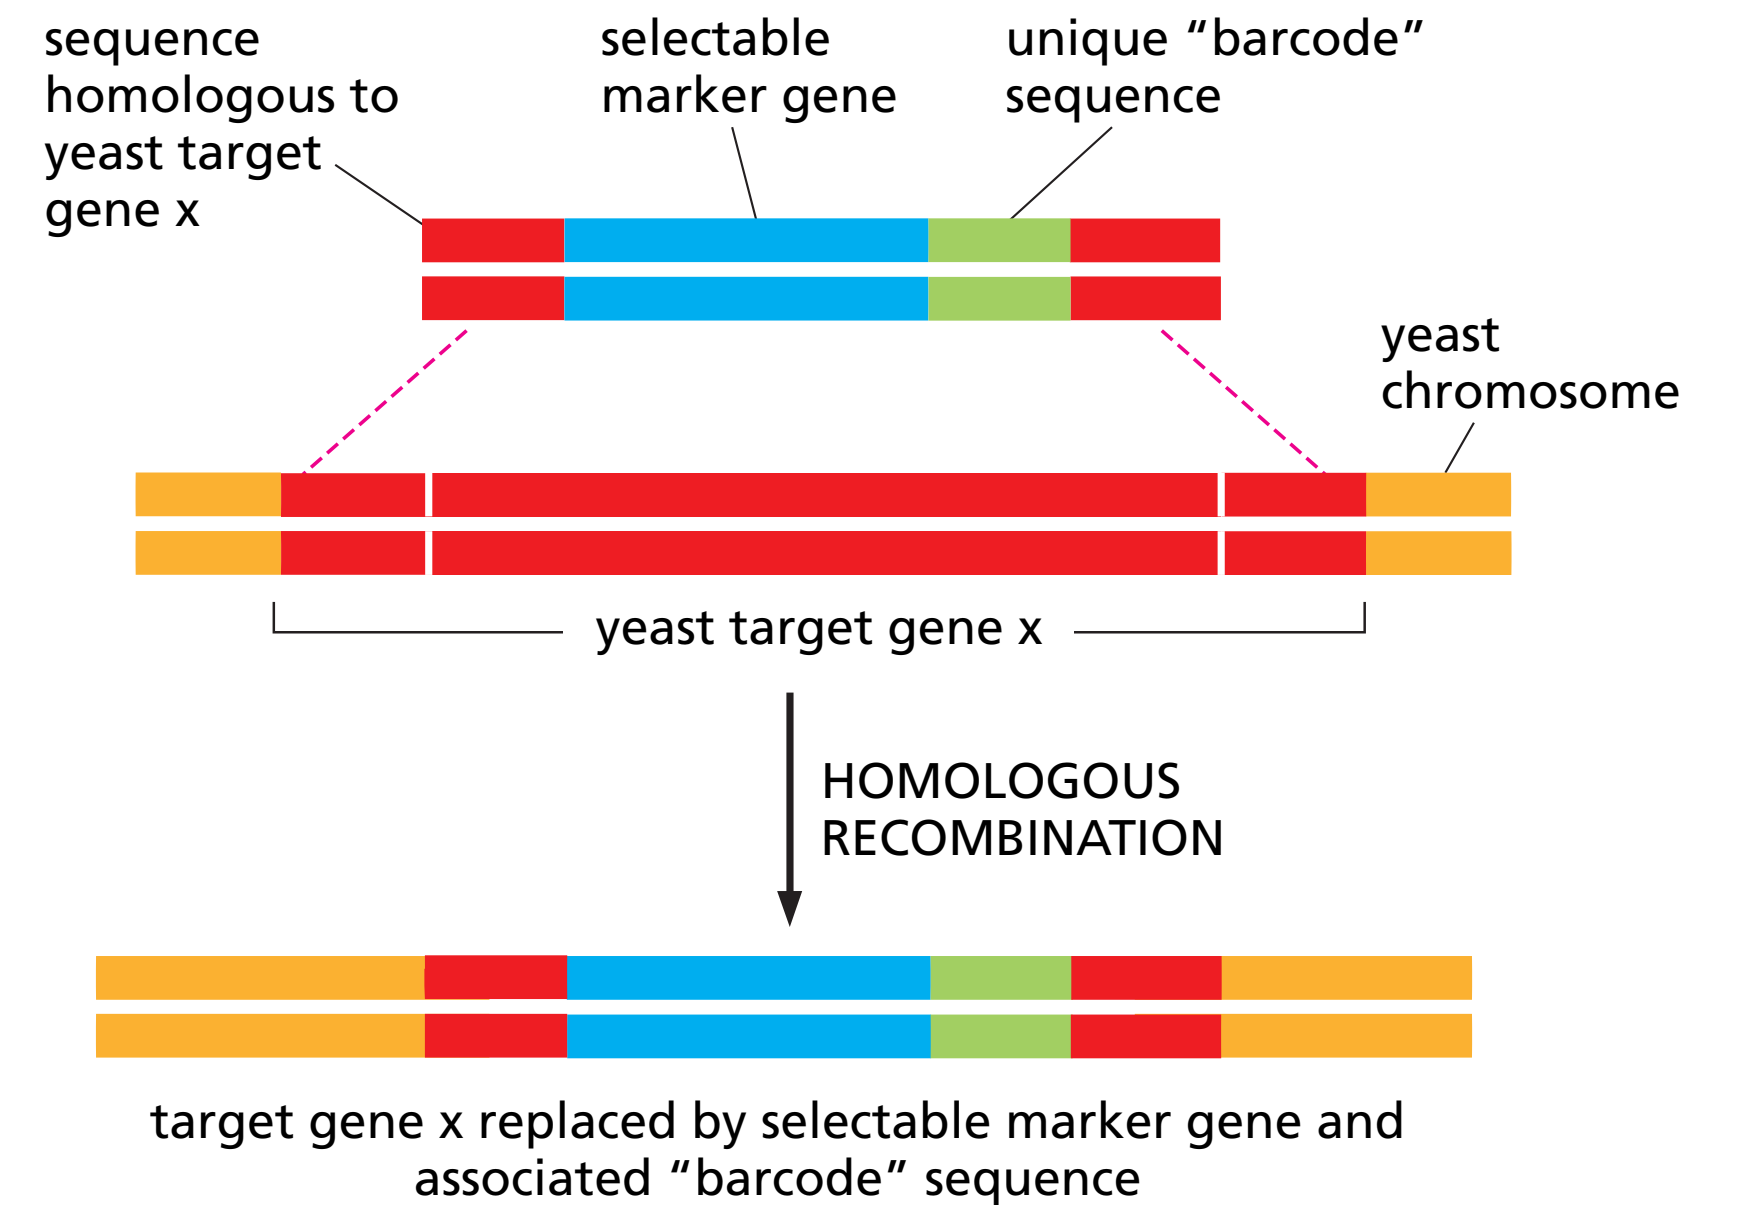 sequence
homologous to
yeast target
gene x
selectable
marker gene
unique “barcode”
sequence
yeast
chromosome
yeast target gene x
HOMOLOGOUS
RECOMBINATION
target gene x replaced by selectable marker gene and
associated “barcode” sequence